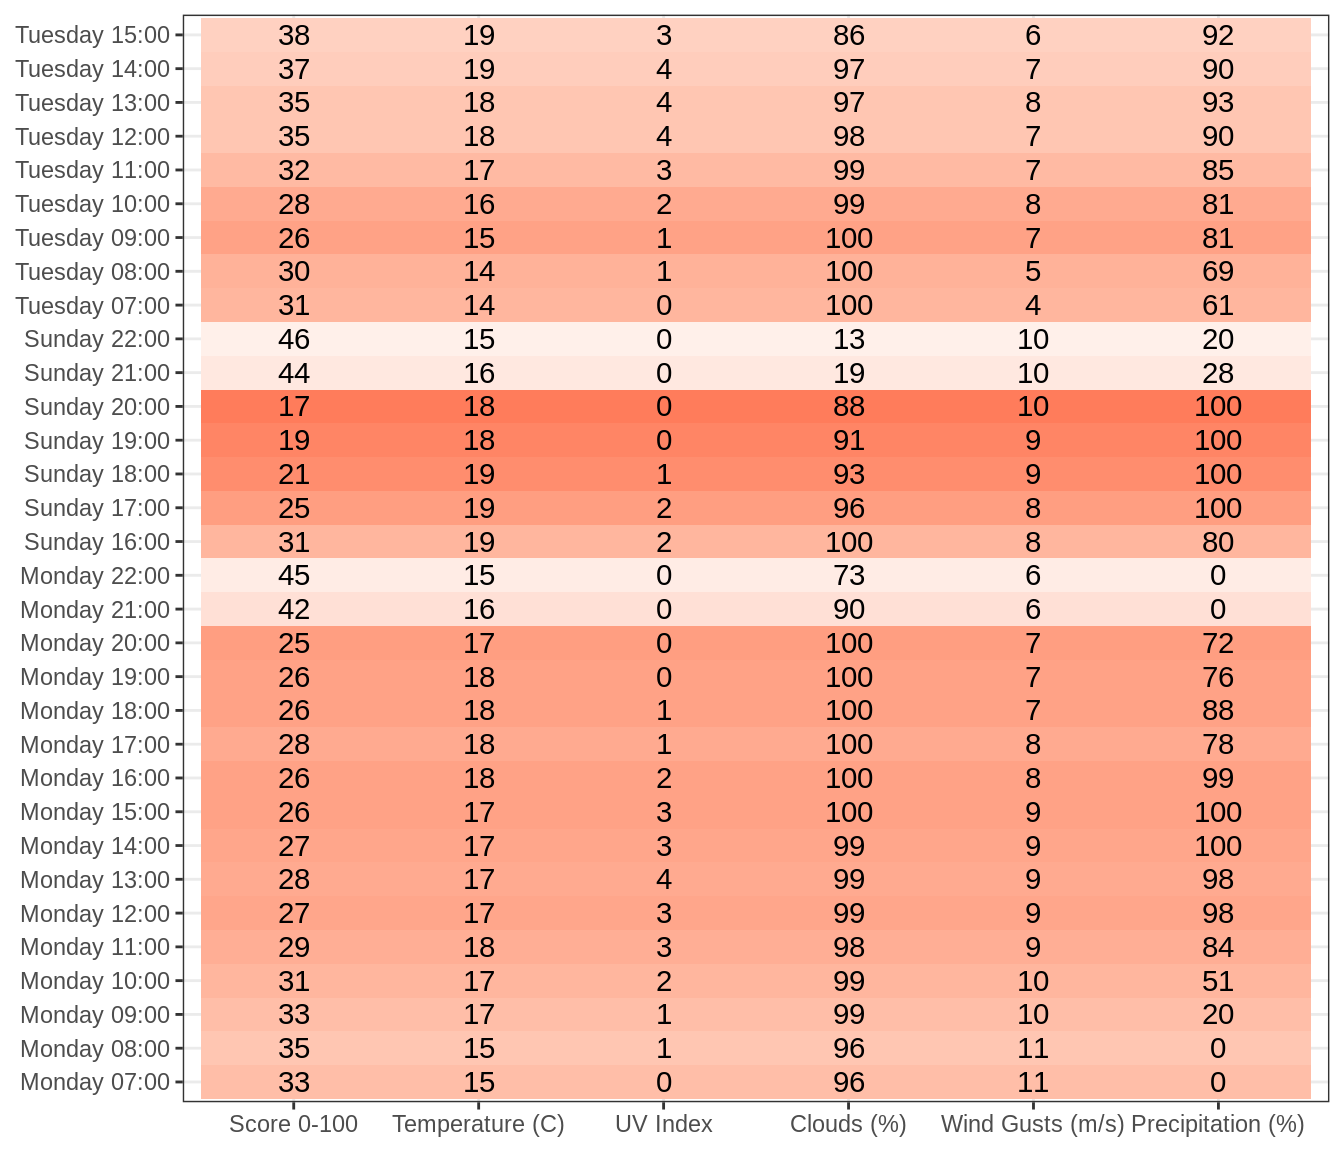 Tuesday 15:00 38 19 3 86 6 92
Tuesday 14:00 37 19 4 97 7 90
Tuesday 13:00 35 18 4 97 8 93
Tuesday 12:00 35 18 4 98 7 90
Tuesday 11:00 32 17 3 99 7 85
Tuesday 10:00 28 16 2 99 8 81
Tuesday 09:00 26 15 1 100 7 81
Tuesday 08:00 30 14 1 100 5 69
Tuesday 07:00 31 14 0 100 4 61
Sunday 22:00 46 15 0 13 10 20
Sunday 21:00 44 16 0 19 10 28
Sunday 20:00 17 18 0 88 10 100
Sunday 19:00 19 18 0 91 9 100
Sunday 18:00 21 19 1 93 9 100
Sunday 17:00 25 19 2 96 8 100
Sunday 16:00 31 19 2 100 8 80
Monday 22:00 45 15 0 73 6 0
Monday 21:00 42 16 0 90 6 0
Monday 20:00 25 17 0 100 7 72
Monday 19:00 26 18 0 100 7 76
Monday 18:00 26 18 1 100 7 88
Monday 17:00 28 18 1 100 8 78
Monday 16:00 26 18 2 100 8 99
Monday 15:00 26 17 3 100 9 100
Monday 14:00 27 17 3 99 9 100
Monday 13:00 28 17 4 99 9 98
Monday 12:00 27 17 3 99 9 98
Monday 11:00 29 18 3 98 9 84
Monday 10:00 31 17 2 99 10 51
Monday 09:00 33 17 1 99 10 20
Monday 08:00 35 15 1 96 11 0
Monday 07:00 33 15 0 96 11 0
Score 0-100 Temperature (C) UV Index Clouds (%) Wind Gusts (m/s) Precipitation (%)